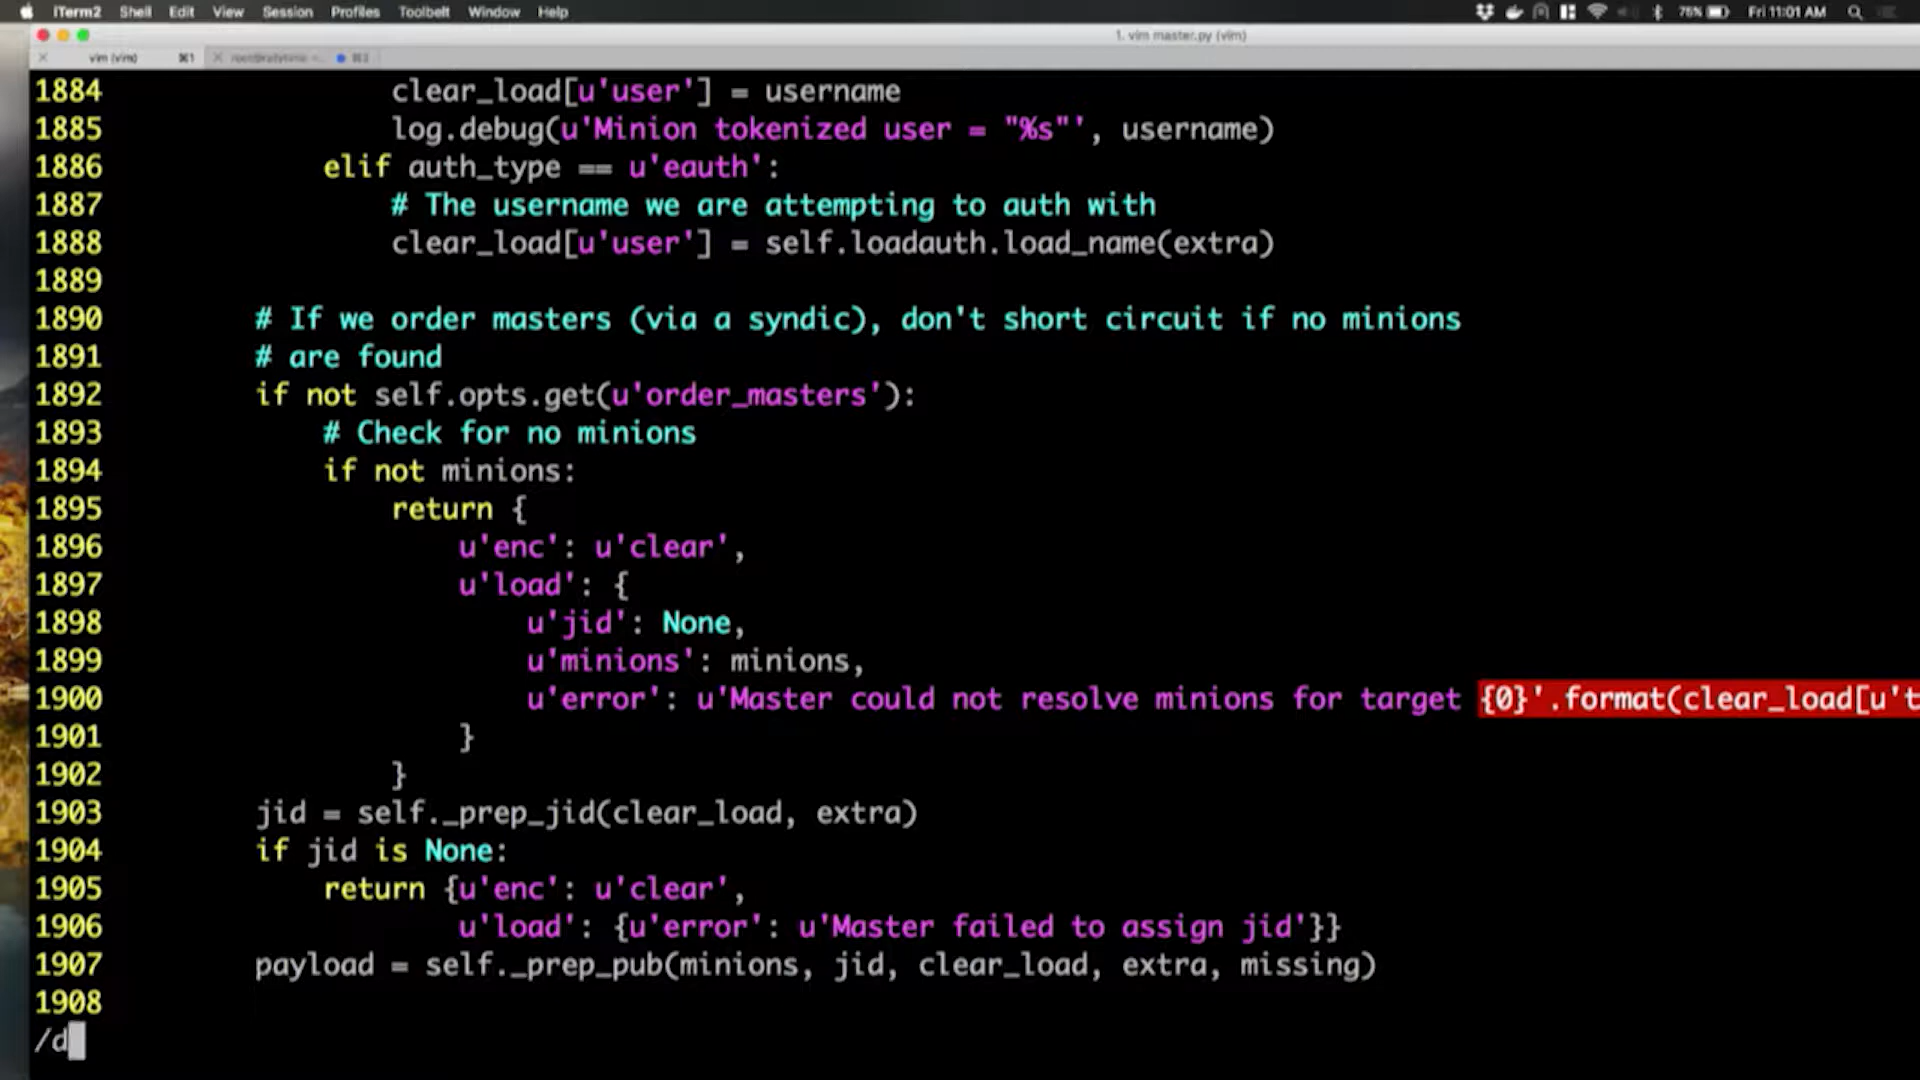 iTerm2 Shell Edit View Session Profiles Toolbelt Window Help 75% Fri 11:01 AM
1. vim master.py (vim)
vim (vim) ⌘1
1884 clear_load[u'user'] = username
1885 log.debug(u'Minion tokenized user = "%s"', username)
1886 elif auth_type == u'eauth':
1887 # The username we are attempting to auth with
1888 clear_load[u'user'] = self.loadauth.load_name(extra)
1889
1890 # If we order masters (via a syndic), don't short circuit if no minions
1891 # are found
1892 if not self.opts.get(u'order_masters'):
1893 # Check for no minions
1894 if not minions:
1895 return {
1896 u'enc': u'clear',
1897 u'load': {
1898 u'jid': None,
1899 u'minions': minions,
1900 u'error': u'Master could not resolve minions for target {0}'.format(clear_load[u't
1901 }
1902 }
1903 jid = self._prep_jid(clear_load, extra)
1904 if jid is None:
1905 return {u'enc': u'clear',
1906 u'load': {u'error': u'Master failed to assign jid'}}
1907 payload = self._prep_pub(minions, jid, clear_load, extra, missing)
1908
/d